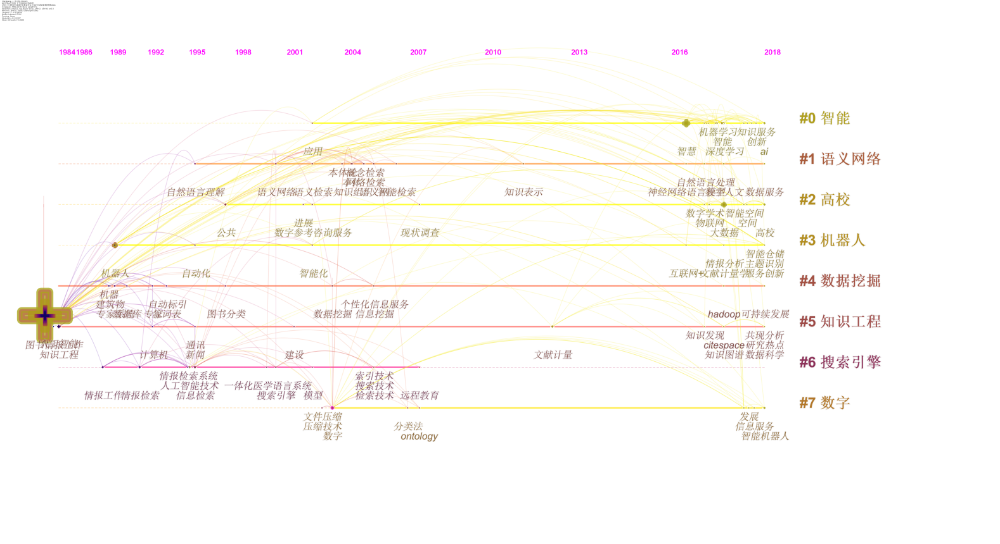 1984 1986 1989 1992 1995 1998 2001 2004 2007 2010 2013 2016 2018
#0 智能
机器学习 知识服务
智能 创新
应用 智慧 深度学习 ai
#1 语义网络
本体论 概念检索
自然语言处理
自然语言理解 语义网络 语义检索 智能检索 知识表示 神经网络 语言模型 数据服务
#2 高校
数字学术 智能空间
进展 物联网 空间
公共 数字参考咨询服务 现状调查 大数据 高校
#3 机器人
智能仓储
情报分析 主题识别
机器人 自动化 智能化 互联网+ 文献计量学 服务创新
#4 数据挖掘
机器
建筑物 自动标引 个性化信息服务
图书分类 数据挖掘 信息挖掘 hadoop 可持续发展
#5 知识工程
知识发现 共现分析
通讯 citespace 研究热点
知识工程 计算机 新闻 建设 文献计量 知识图谱 数据科学
#6 搜索引擎
情报检索系统 索引技术
人工智能技术 一体化医学语言系统 搜索技术
情报工作 情报检索 信息检索 搜索引擎 模型 检索技术 远程教育
#7 数字
文件压缩 发展
压缩技术 分类法 信息服务
数字 ontology 智能机器人